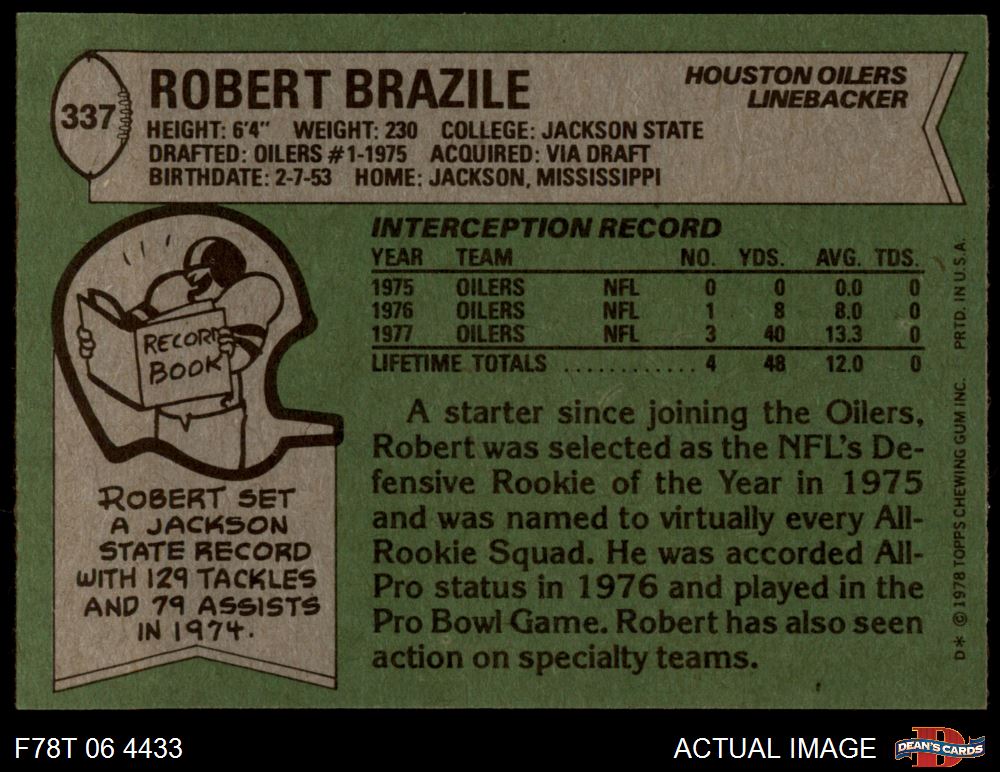 337
ROBERT BRAZILE
HOUSTON OILERS
LINEBACKER
HEIGHT: 6'4" WEIGHT: 230 COLLEGE: JACKSON STATE
DRAFTED: OILERS #1-1975 ACQUIRED: VIA DRAFT
BIRTHDATE: 2-7-53 HOME: JACKSON, MISSISSIPPI
RECORD
BOOK
ROBERT SET
A JACKSON
STATE RECORD
WITH 129 TACKLES
AND 79 ASSISTS
IN 1974.
INTERCEPTION RECORD
YEAR TEAM NO. YDS. AVG. TDS.
1975 OILERS NFL 0 0 0.0 0
1976 OILERS NFL 1 8 8.0 0
1977 OILERS NFL 3 40 13.3 0
LIFETIME TOTALS ............ 4 48 12.0 0
A starter since joining the Oilers,
Robert was selected as the NFL's De-
fensive Rookie of the Year in 1975
and was named to virtually every All-
Rookie Squad. He was accorded All-
Pro status in 1976 and played in the
Pro Bowl Game. Robert has also seen
action on specialty teams.
D* © 1978 TOPPS CHEWING GUM INC. PRTD. IN U.S.A.
F78T 06 4433
ACTUAL IMAGE
D
DEAN'S CARDS